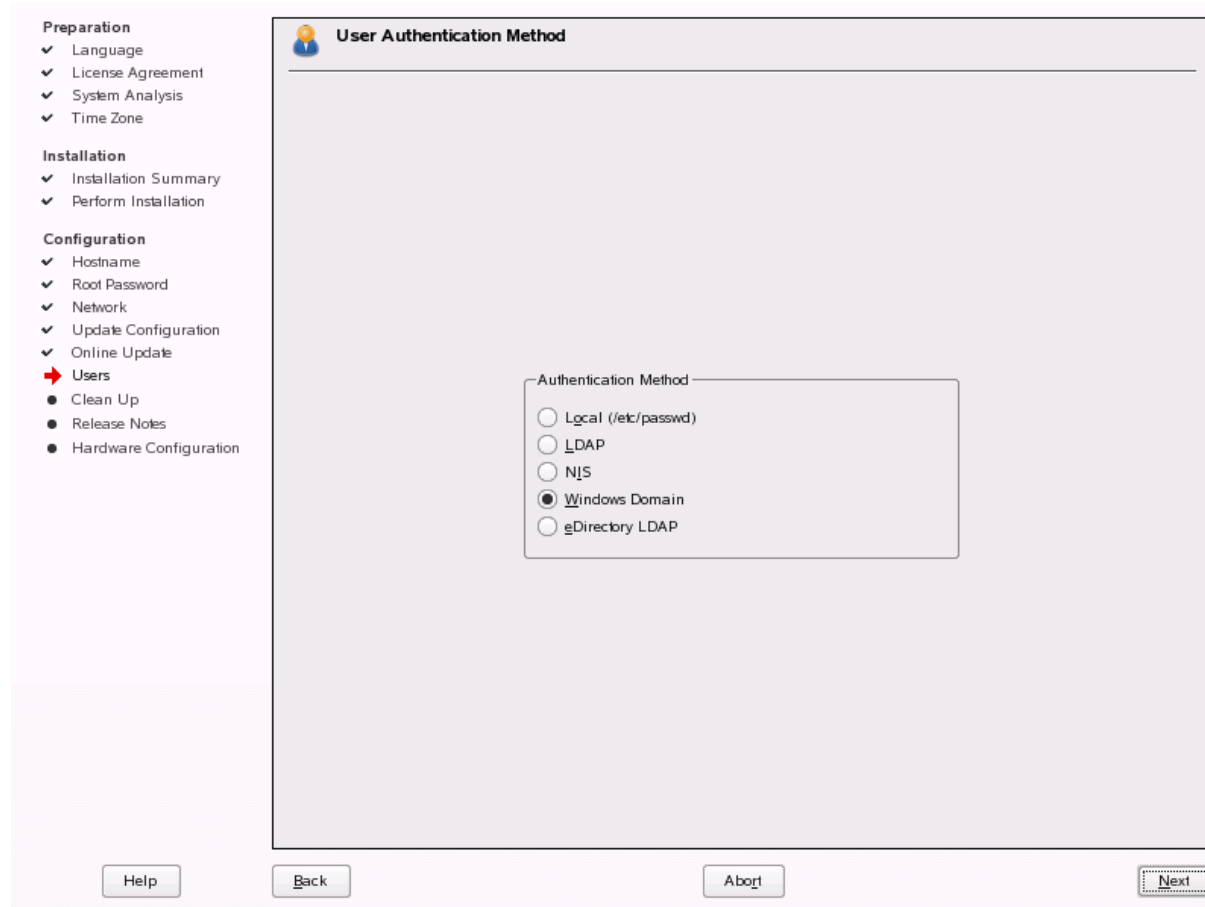 Preparation
Language
License Agreement
System Analysis
Time Zone
Installation
Installation Summary
Perform Installation
Configuration
Hostname
Root Password
Network
Update Configuration
Online Update
Users
Clean Up
Release Notes
Hardware Configuration
User Authentication Method
Authentication Method
Local (/etc/passwd)
LDAP
NIS
Windows Domain
eDirectory LDAP
Help
Back
Abort
Next